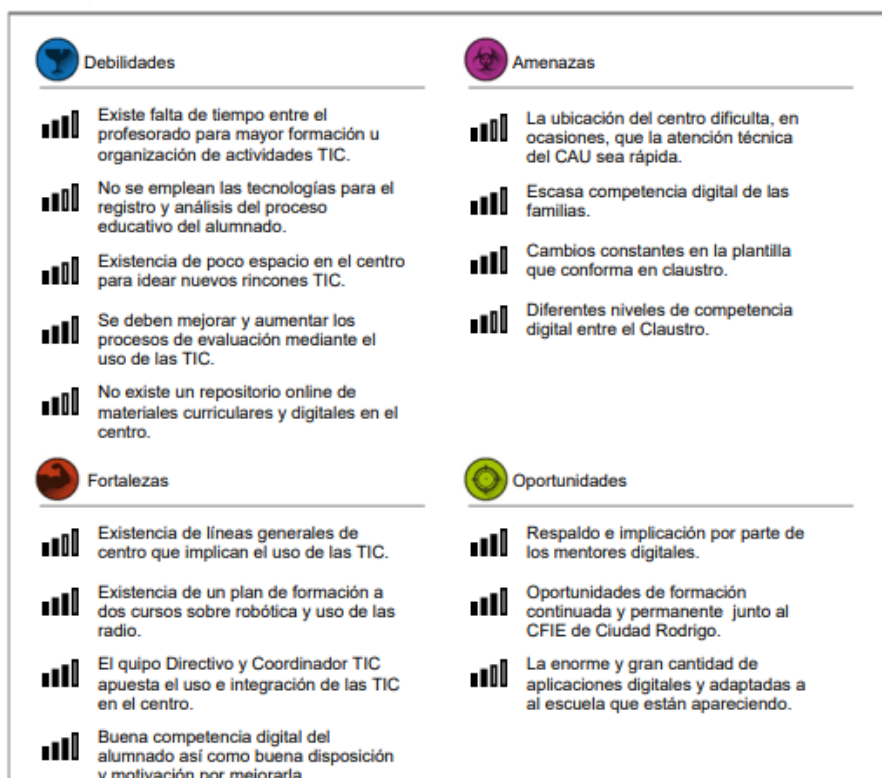 Debilidades
Existe falta de tiempo entre el
profesorado para mayor formación u
organización de actividades TIC.
No se emplean las tecnologías para el
registro y análisis del proceso
educativo del alumnado.
Existencia de poco espacio en el centro
para idear nuevos rincones TIC.
Se deben mejorar y aumentar los
procesos de evaluación mediante el
uso de las TIC.
No existe un repositorio online de
materiales curriculares y digitales en el
centro.
Amenazas
La ubicación del centro dificulta, en
ocasiones, que la atención técnica
del CAU sea rápida.
Escasa competencia digital de las
familias.
Cambios constantes en la plantilla
que conforma en claustro.
Diferentes niveles de competencia
digital entre el Claustro.
Fortalezas
Existencia de líneas generales de
centro que implican el uso de las TIC.
Existencia de un plan de formación a
dos cursos sobre robótica y uso de las
radio.
El quipo Directivo y Coordinador TIC
apuesta el uso e integración de las TIC
en el centro.
Buena competencia digital del
alumnado así como buena disposición
y motivación por mejorarla
Oportunidades
Respaldo e implicación por parte de
los mentores digitales.
Oportunidades de formación
continuada y permanente junto al
CFIE de Ciudad Rodrigo.
La enorme y gran cantidad de
aplicaciones digitales y adaptadas a
al escuela que están apareciendo.